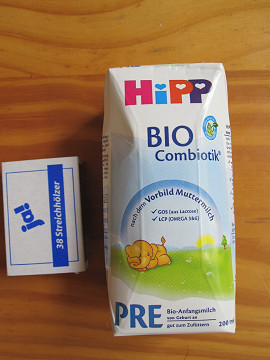 ja!
38 Streichhölzer
HiPP
BIO
Combiotik®
nach dem Vorbild Muttermilch
✓ GOS (aus Lactose)
✓ LCP (OMEGA 3&6)
PRE
Bio-Anfangsmilch
von Geburt an
gut zum Zufüttern
200 ml